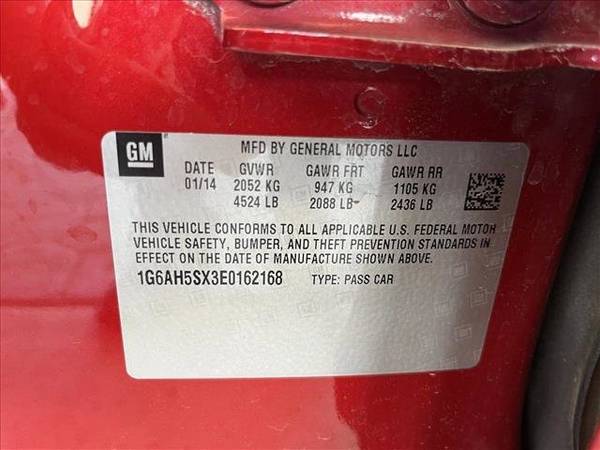 GM
MFD BY GENERAL MOTORS LLC
DATE GVWR GAWR FRT GAWR RR
01/14 2052 KG 947 KG 1105 KG
4524 LB 2088 LB 2436 LB
THIS VEHICLE CONFORMS TO ALL APPLICABLE U.S. FEDERAL MOTOR
VEHICLE SAFETY, BUMPER, AND THEFT PREVENTION STANDARDS IN
EFFECT ON THE DATE OF MANUFACTURE SHOWN ABOVE.
1G6AH5SX3E0162168 TYPE: PASS CAR